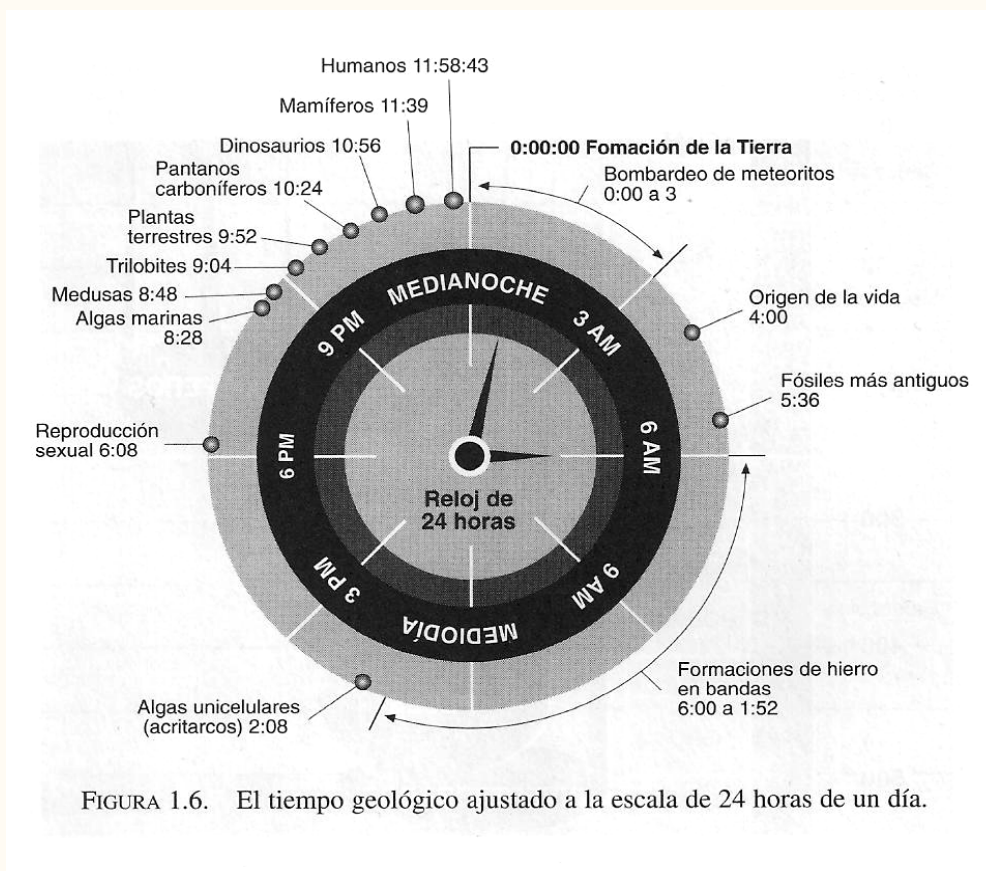 Humanos 11:58:43
Mamíferos 11:39
Dinosaurios 10:56
Pantanos
carboníferos 10:24
Plantas
terrestres 9:52
Trilobites 9:04
Medusas 8:48
Algas marinas
8:28
Reproducción
sexual 6:08
Algas unicelulares
(acritarcos) 2:08
0:00:00 Fomación de la Tierra
Bombardeo de meteoritos
0:00 a 3
Origen de la vida
4:00
Fósiles más antiguos
5:36
Formaciones de hierro
en bandas
6:00 a 1:52
MEDIANOCHE
3 AM
6 AM
9 AM
MEDIODÍA
3 PM
6 PM
9 PM
Reloj de
24 horas
FIGURA 1.6. El tiempo geológico ajustado a la escala de 24 horas de un día.